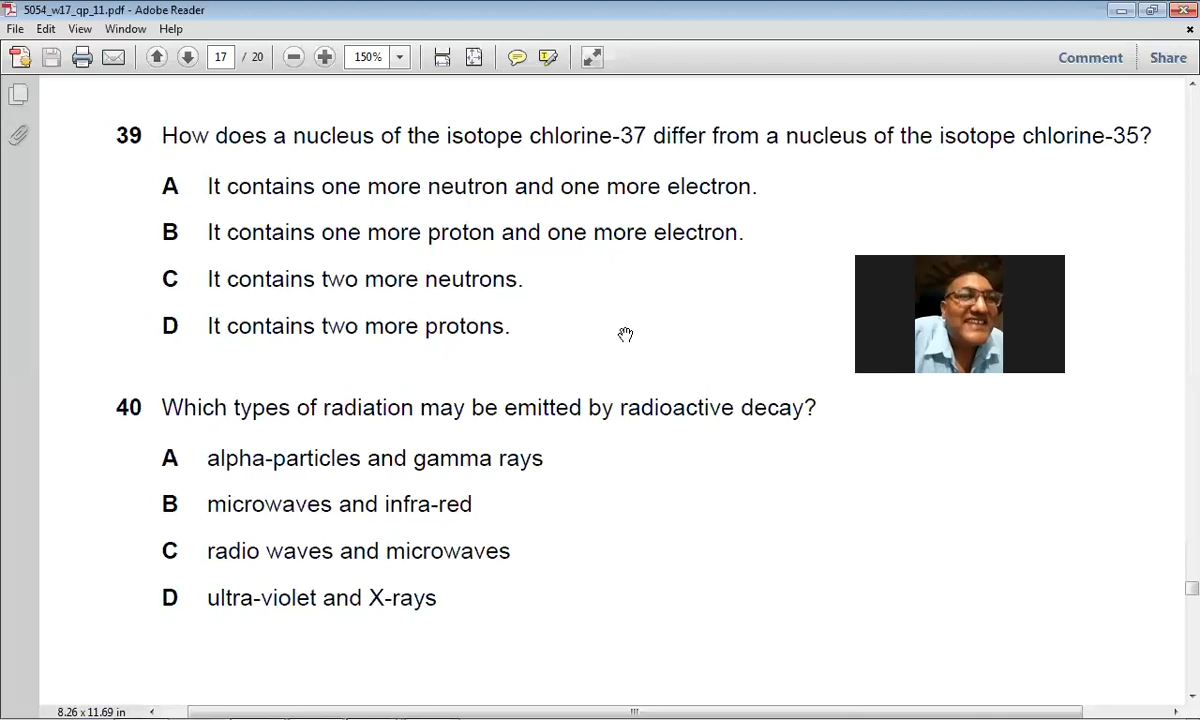 5054_w17_qp_11.pdf - Adobe Reader
File Edit View Window Help
17 / 20 150% Comment Share
39 How does a nucleus of the isotope chlorine-37 differ from a nucleus of the isotope chlorine-35?
A It contains one more neutron and one more electron.
B It contains one more proton and one more electron.
C It contains two more neutrons.
D It contains two more protons.
40 Which types of radiation may be emitted by radioactive decay?
A alpha-particles and gamma rays
B microwaves and infra-red
C radio waves and microwaves
D ultra-violet and X-rays
8.26 x 11.69 in